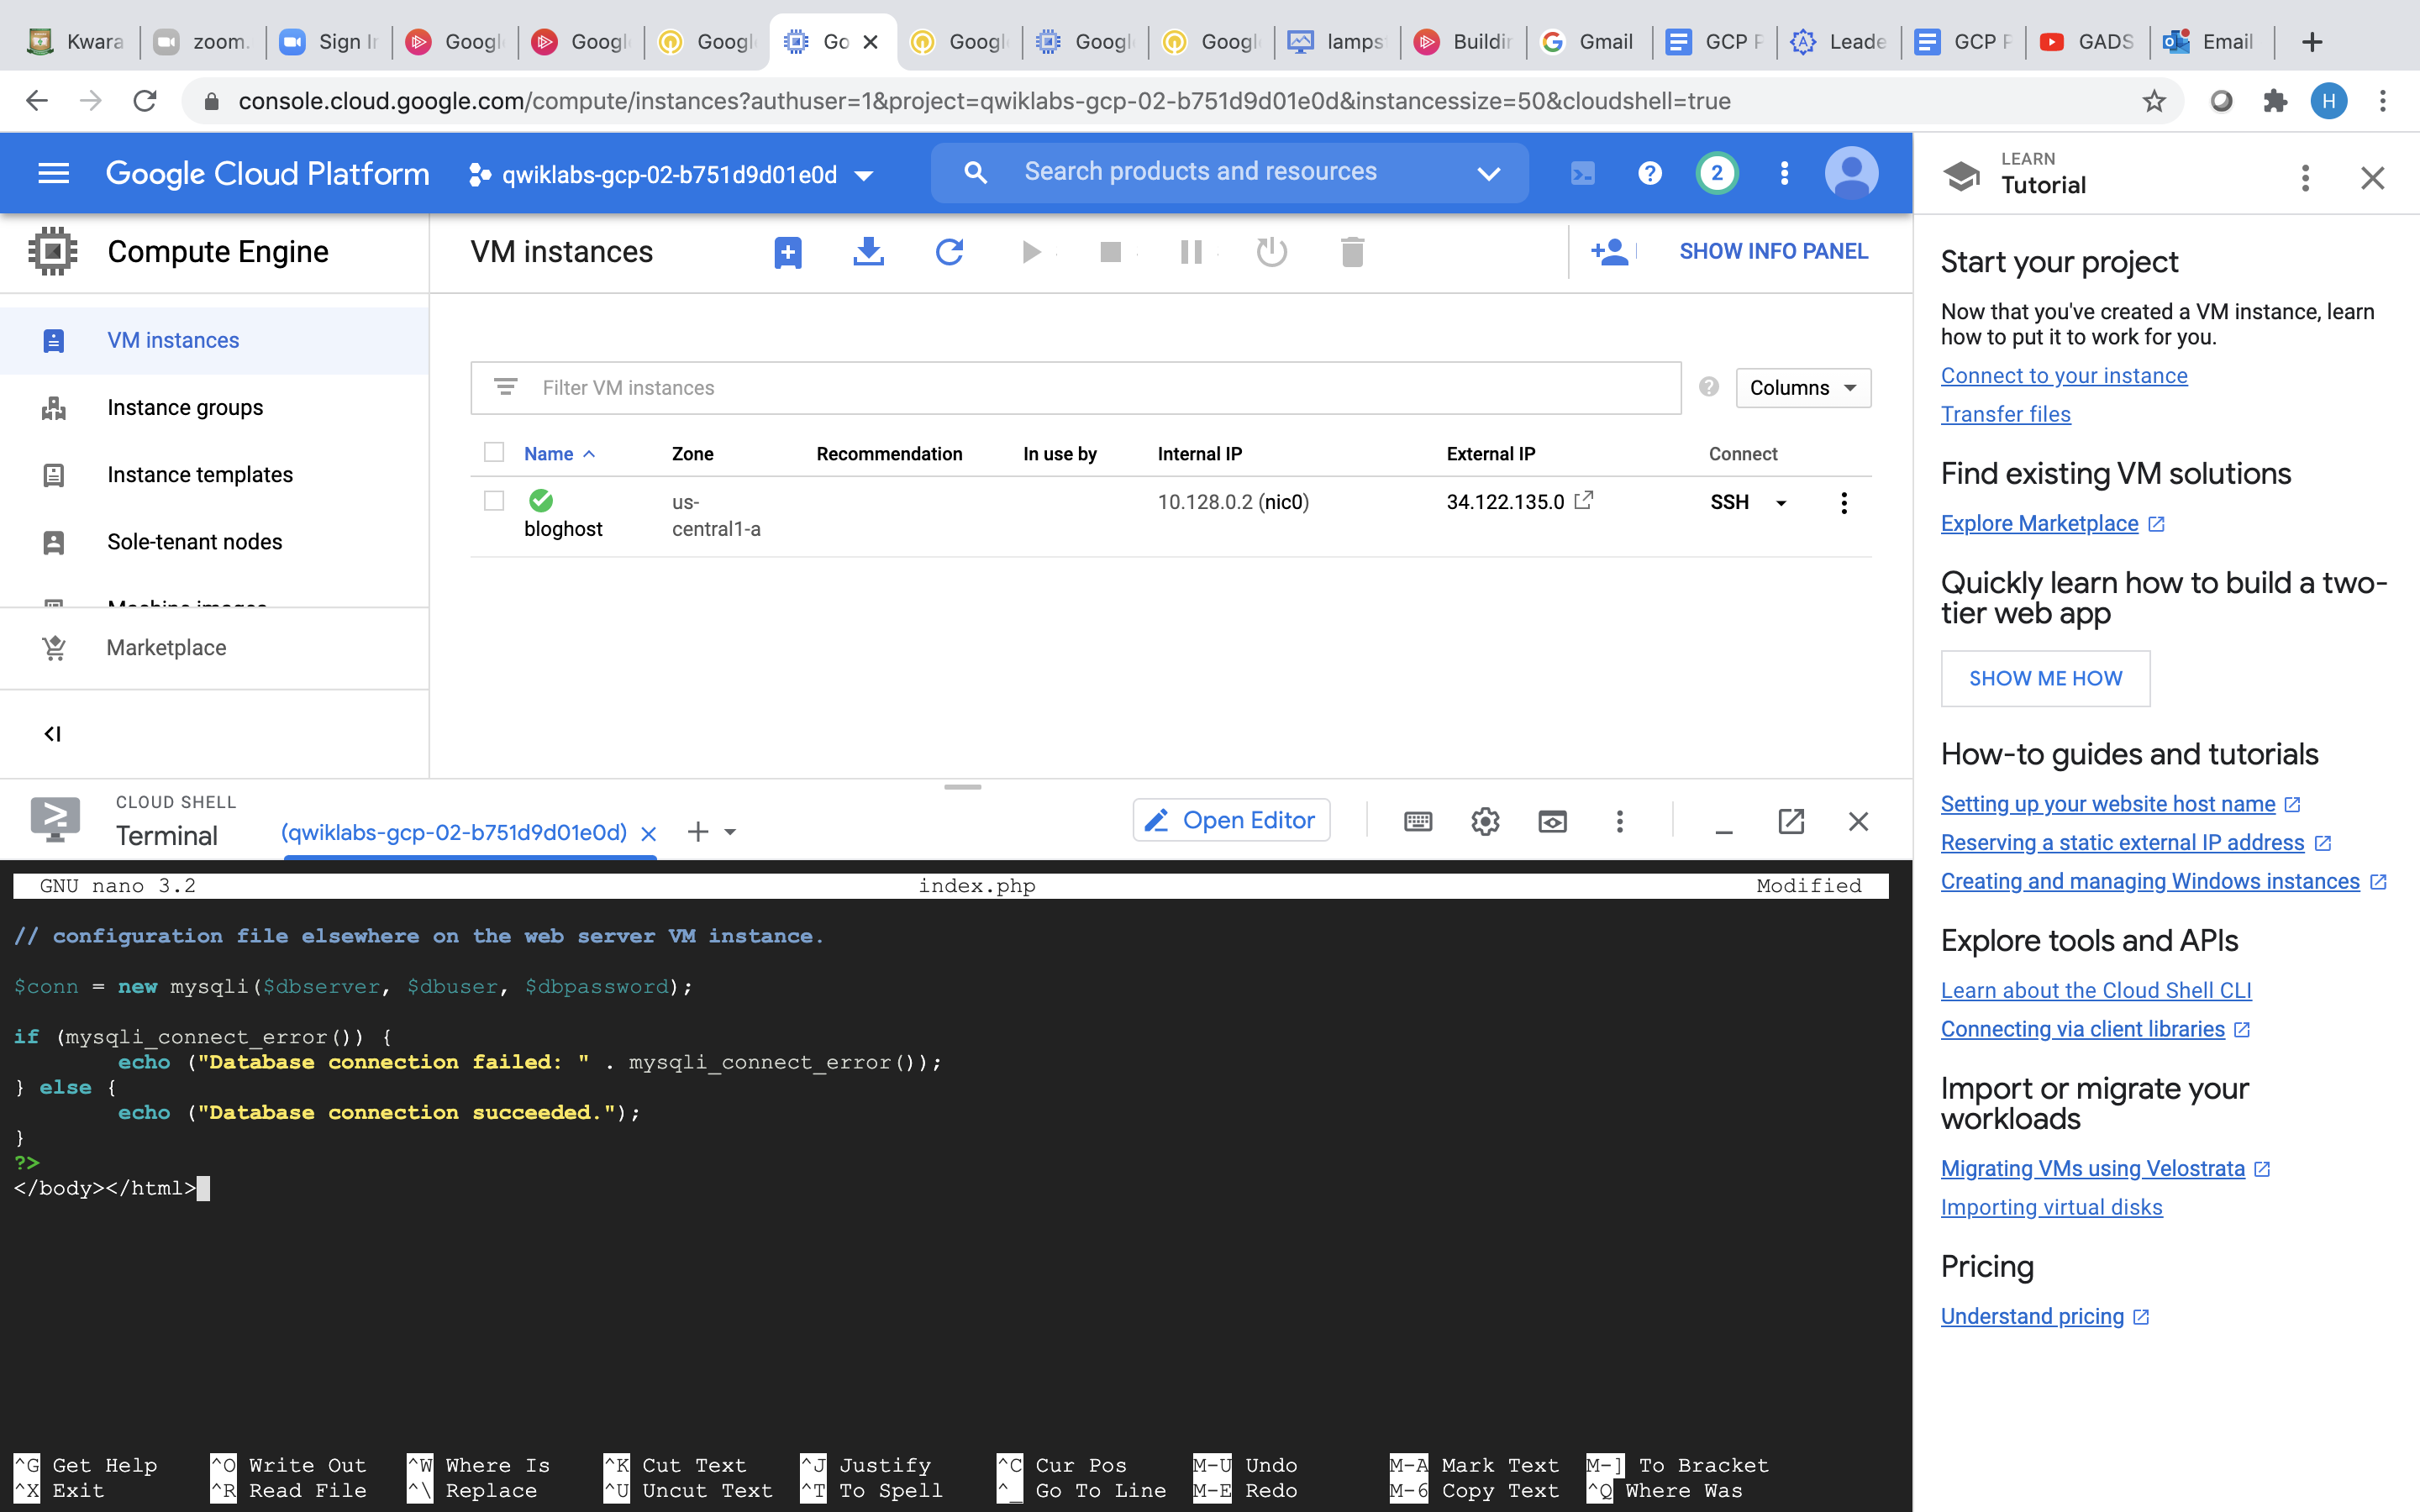 Kwara
zoom.
Sign I
Googl
Googl
Googl
Go
Googl
Googl
Googl
lamps
Buildi
Gmail
GCP P
Leade
GCP P
GADS
Email
console.cloud.google.com/compute/instances?authuser=1&project=qwiklabs-gcp-02-b751d9d01e0d&instancessize=50&cloudshell=true
H
Google Cloud Platform
qwiklabs-gcp-02-b751d9d01e0d
Search products and resources
2
Compute Engine
VM instances
Instance groups
Instance templates
Sole-tenant nodes
Machine images
Marketplace
VM instances
SHOW INFO PANEL
Filter VM instances
Columns
Name Zone Recommendation In use by Internal IP External IP Connect
bloghost us-central1-a 10.128.0.2 (nic0) 34.122.135.0 SSH
LEARN
Tutorial
Start your project
Now that you've created a VM instance, learn
how to put it to work for you.
Connect to your instance
Transfer files
Find existing VM solutions
Explore Marketplace
Quickly learn how to build a two-
tier web app
SHOW ME HOW
How-to guides and tutorials
Setting up your website host name
Reserving a static external IP address
Creating and managing Windows instances
Explore tools and APIs
Learn about the Cloud Shell CLI
Connecting via client libraries
Import or migrate your
workloads
Migrating VMs using Velostrata
Importing virtual disks
Pricing
Understand pricing
CLOUD SHELL
Terminal
(qwiklabs-gcp-02-b751d9d01e0d)
Open Editor
GNU nano 3.2 index.php Modified
// configuration file elsewhere on the web server VM instance.
$conn = new mysqli($dbserver, $dbuser, $dbpassword);
if (mysqli_connect_error()) {
echo ("Database connection failed: " . mysqli_connect_error());
} else {
echo ("Database connection succeeded.");
}
?>
</body></html>
^G Get Help ^O Write Out ^W Where Is ^K Cut Text ^J Justify ^C Cur Pos M-U Undo M-A Mark Text M-] To Bracket
^X Exit ^R Read File ^\ Replace ^U Uncut Text ^T To Spell ^_ Go To Line M-E Redo M-6 Copy Text ^Q Where Was